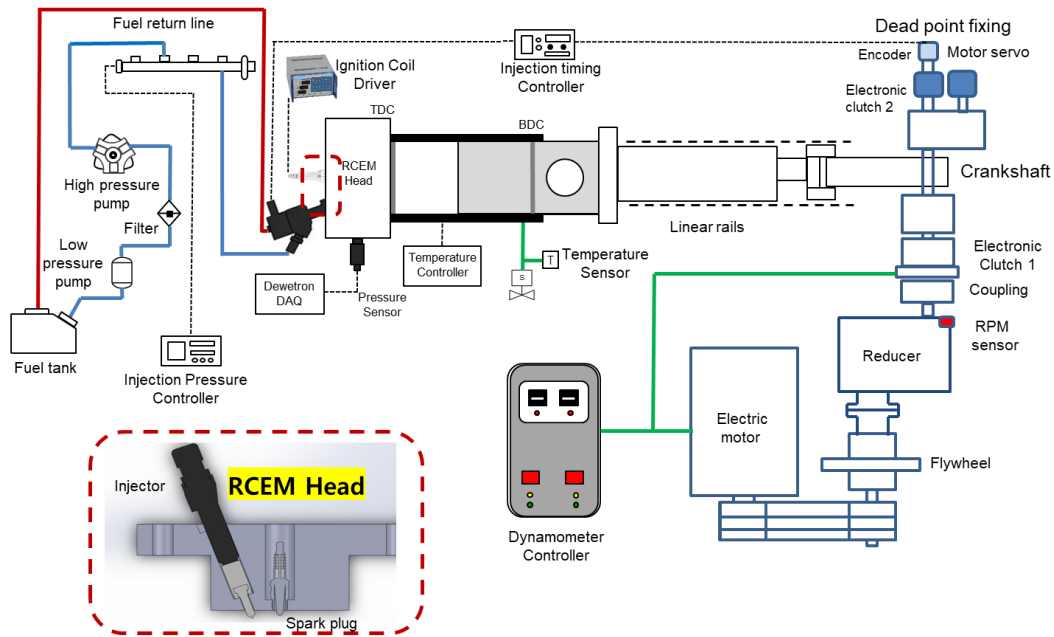 Fuel return line
Ignition Coil
Driver
Injection timing
Controller
Dead point fixing
Encoder
Motor servo
Electronic
clutch 2
TDC
BDC
RCEM
Head
Crankshaft
High pressure
pump
Filter
Low
pressure
pump
Linear rails
Temperature
Controller
T
Temperature
Sensor
S
Electronic
Clutch 1
Coupling
Dewetron
DAQ
Pressure
Sensor
RPM
sensor
Reducer
Fuel tank
Injection Pressure
Controller
Electric
motor
Flywheel
Dynamometer
Controller
Injector
RCEM Head
Spark plug